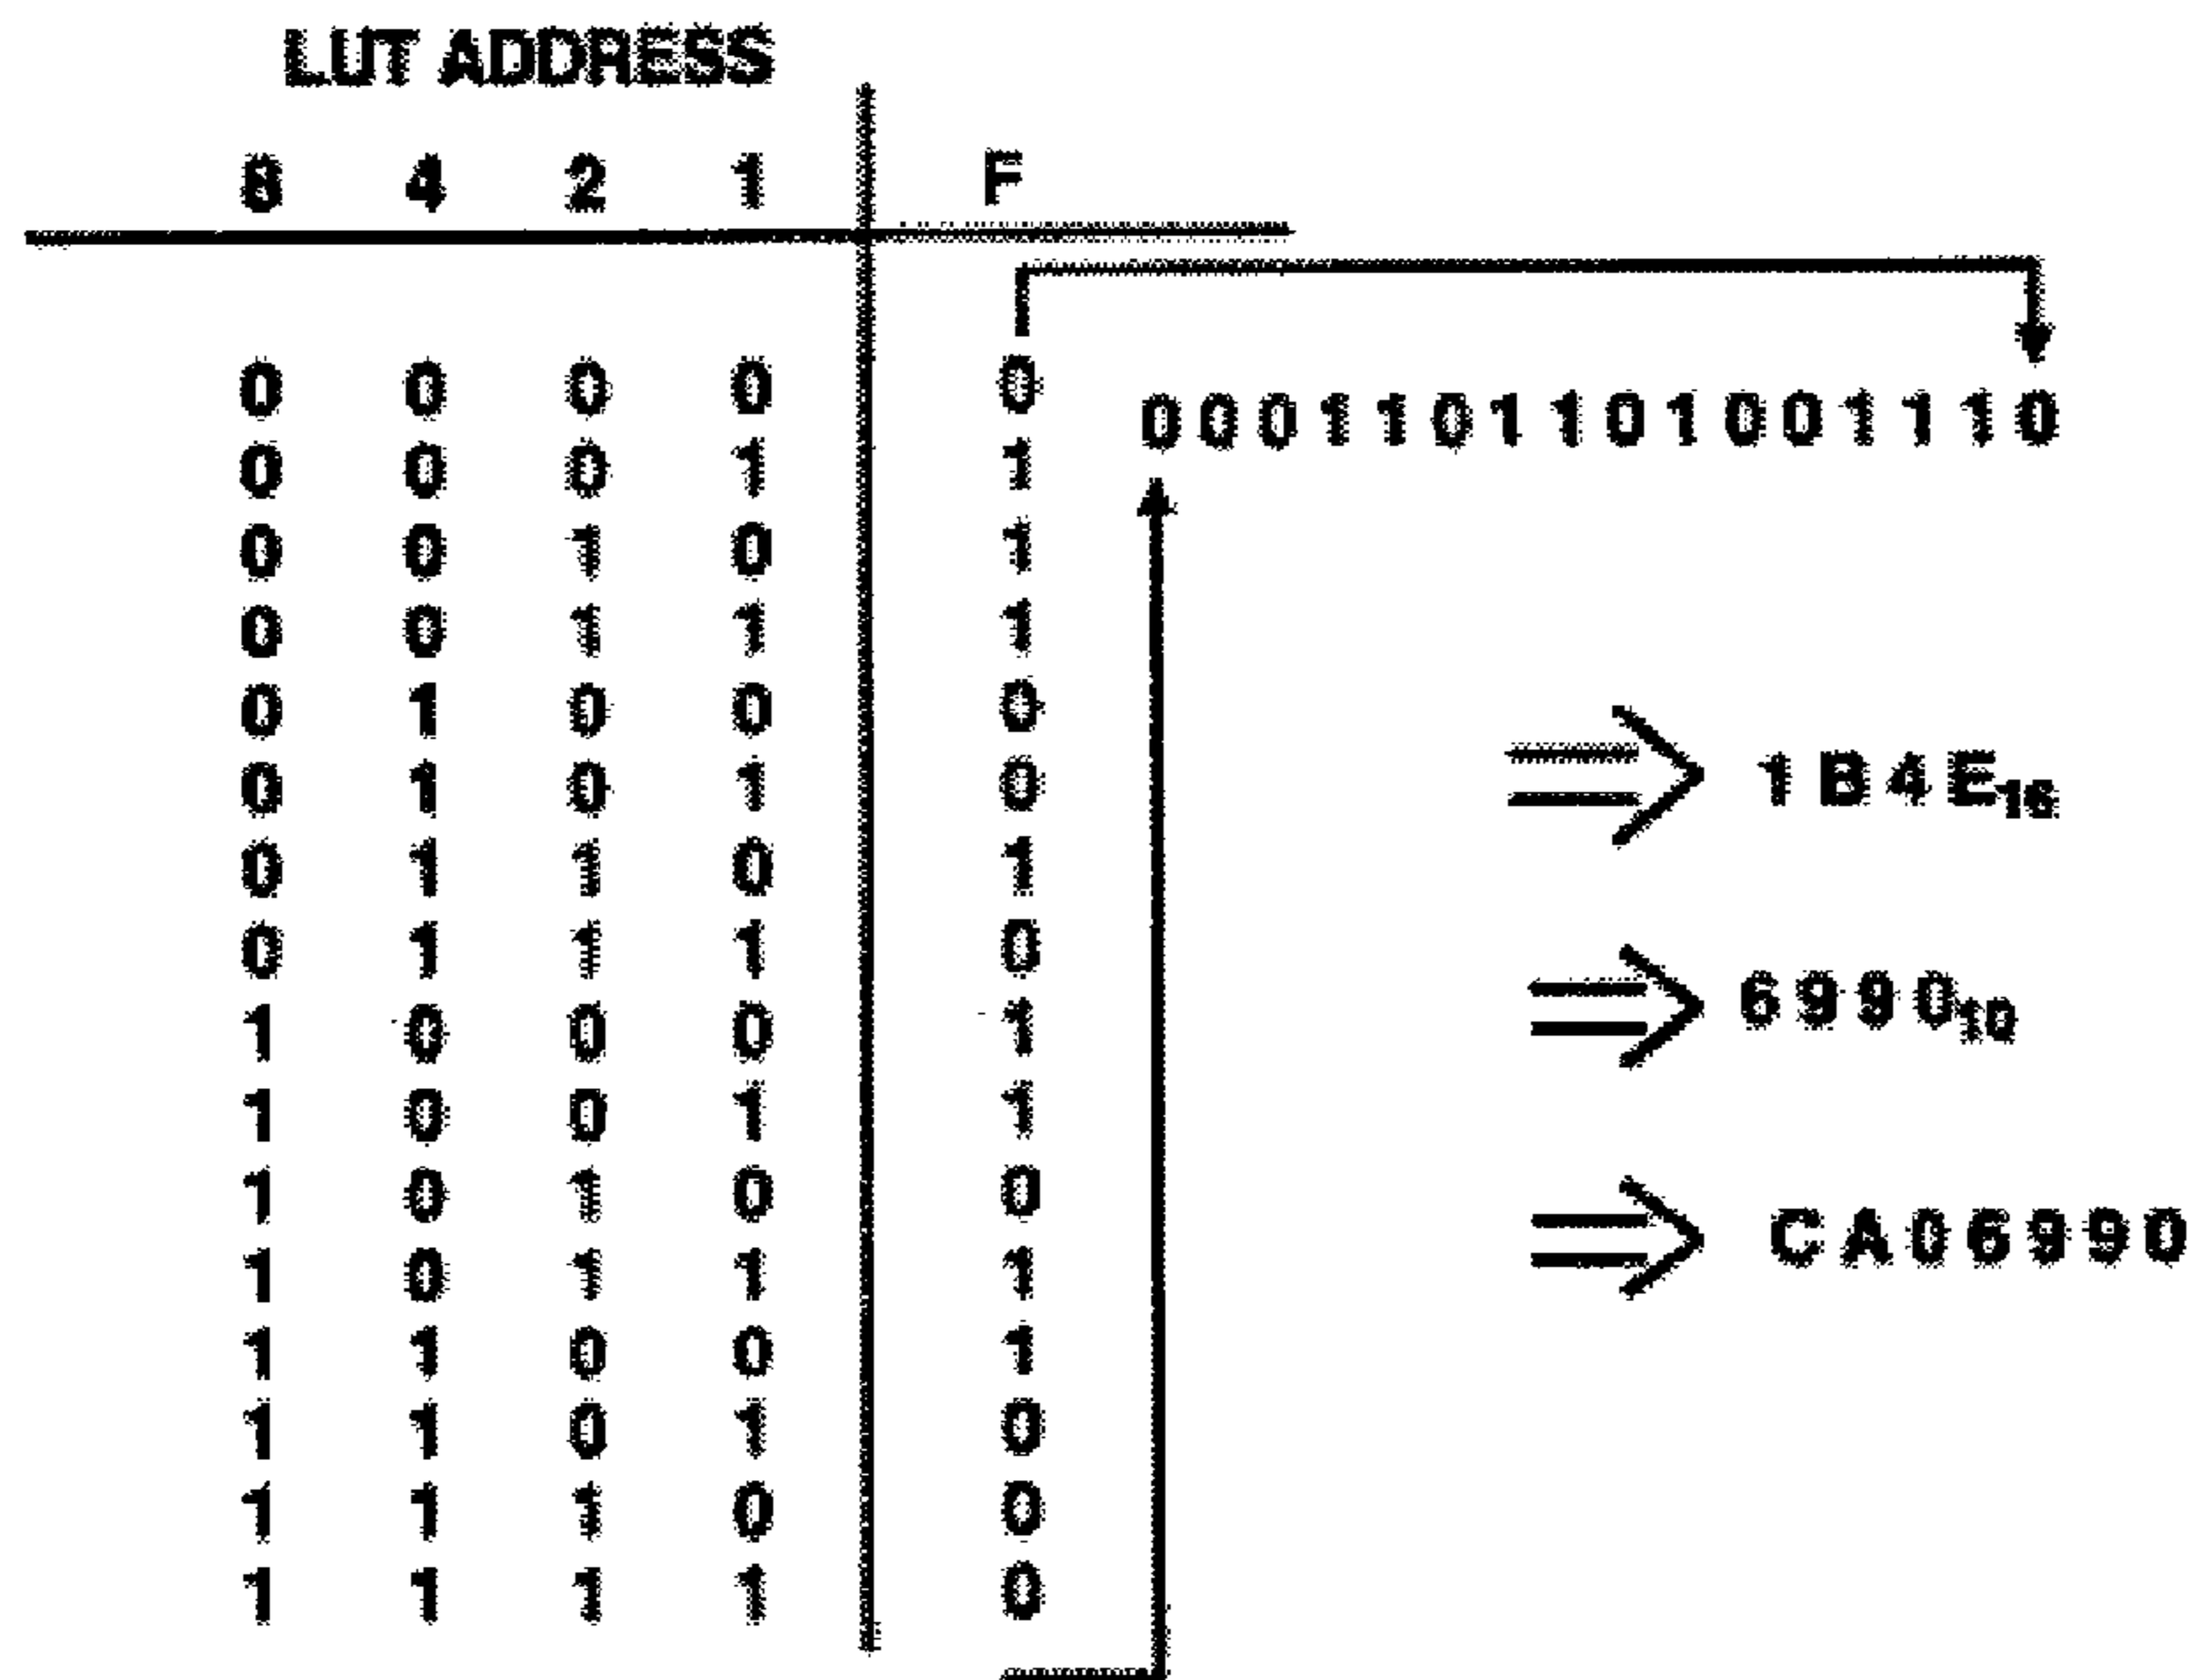 LUT ADDRESS
8 4 2 1 F
0 0 0 0 0
0001101101001110
0 0 0 1 1
0 0 1 0 1
0 0 1 1 1
0 1 0 0 0
0 1 0 1 0
0 1 1 0 1
0 1 1 1 0
1 0 0 0 1
1 0 0 1 1
1 0 1 0 0
1 0 1 1 1
1 1 0 0 1
1 1 0 1 0
1 1 1 0 0
1 1 1 1 0
1B4E16
699010
CA06990